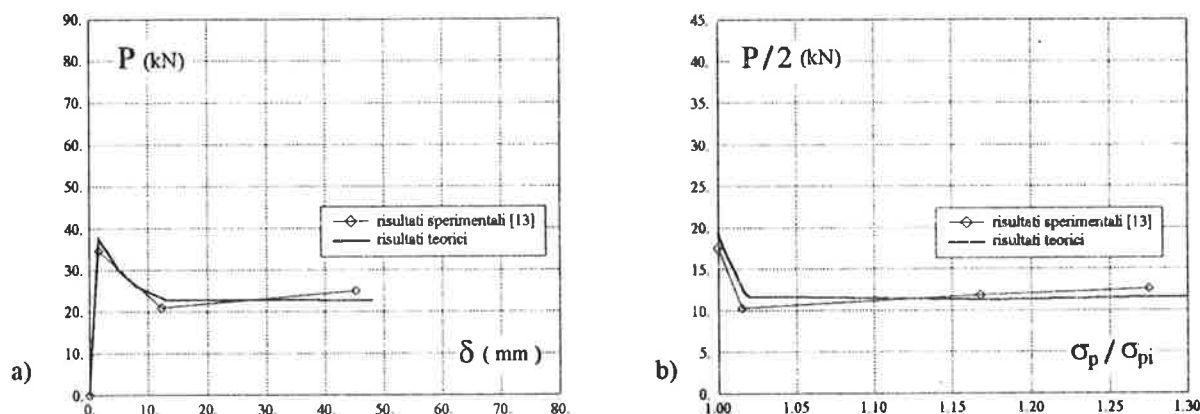 P (kN)
90.
80.
70.
60.
50.
40.
30.
20.
10.
0.
risultati sperimentali [13]
risultati teorici
δ ( mm )
0. 10. 20. 30. 40. 50. 60. 70. 80.
a)
P/2 (kN)
45.
40.
35.
30.
25.
20.
15.
10.
5.
0.
risultati sperimentali [13]
risultati teorici
σp / σpi
1.00 1.05 1.10 1.15 1.20 1.25 1.30
b)